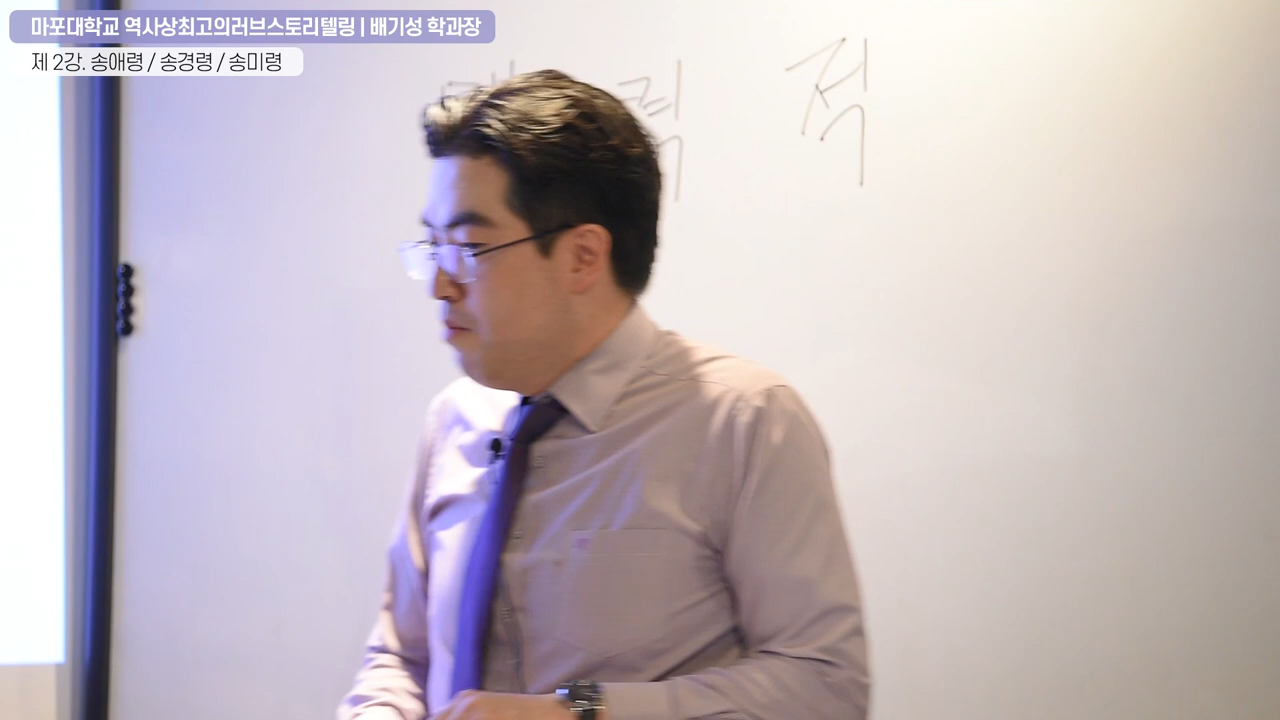 마포대학교 역사상최고의러브스토리텔링 | 배기성 학과장
제 2강. 송애령 / 송경령 / 송미령
력 적